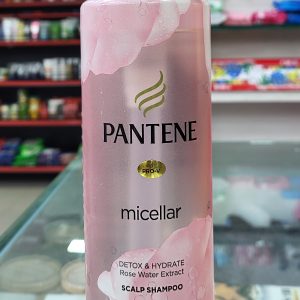 PANTENE
PRO-V
micellar
DETOX & HYDRATE
Rose Water Extract
SCALP SHAMPOO